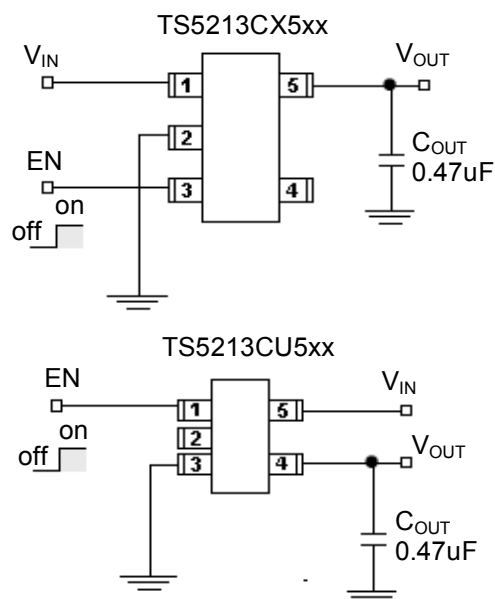 TS5213CX5xx
VIN
VOUT
1
5
2
EN
COUT
0.47uF
3
4
on
off
TS5213CU5xx
EN
VIN
1
5
on
2
VOUT
off
3
4
COUT
0.47uF